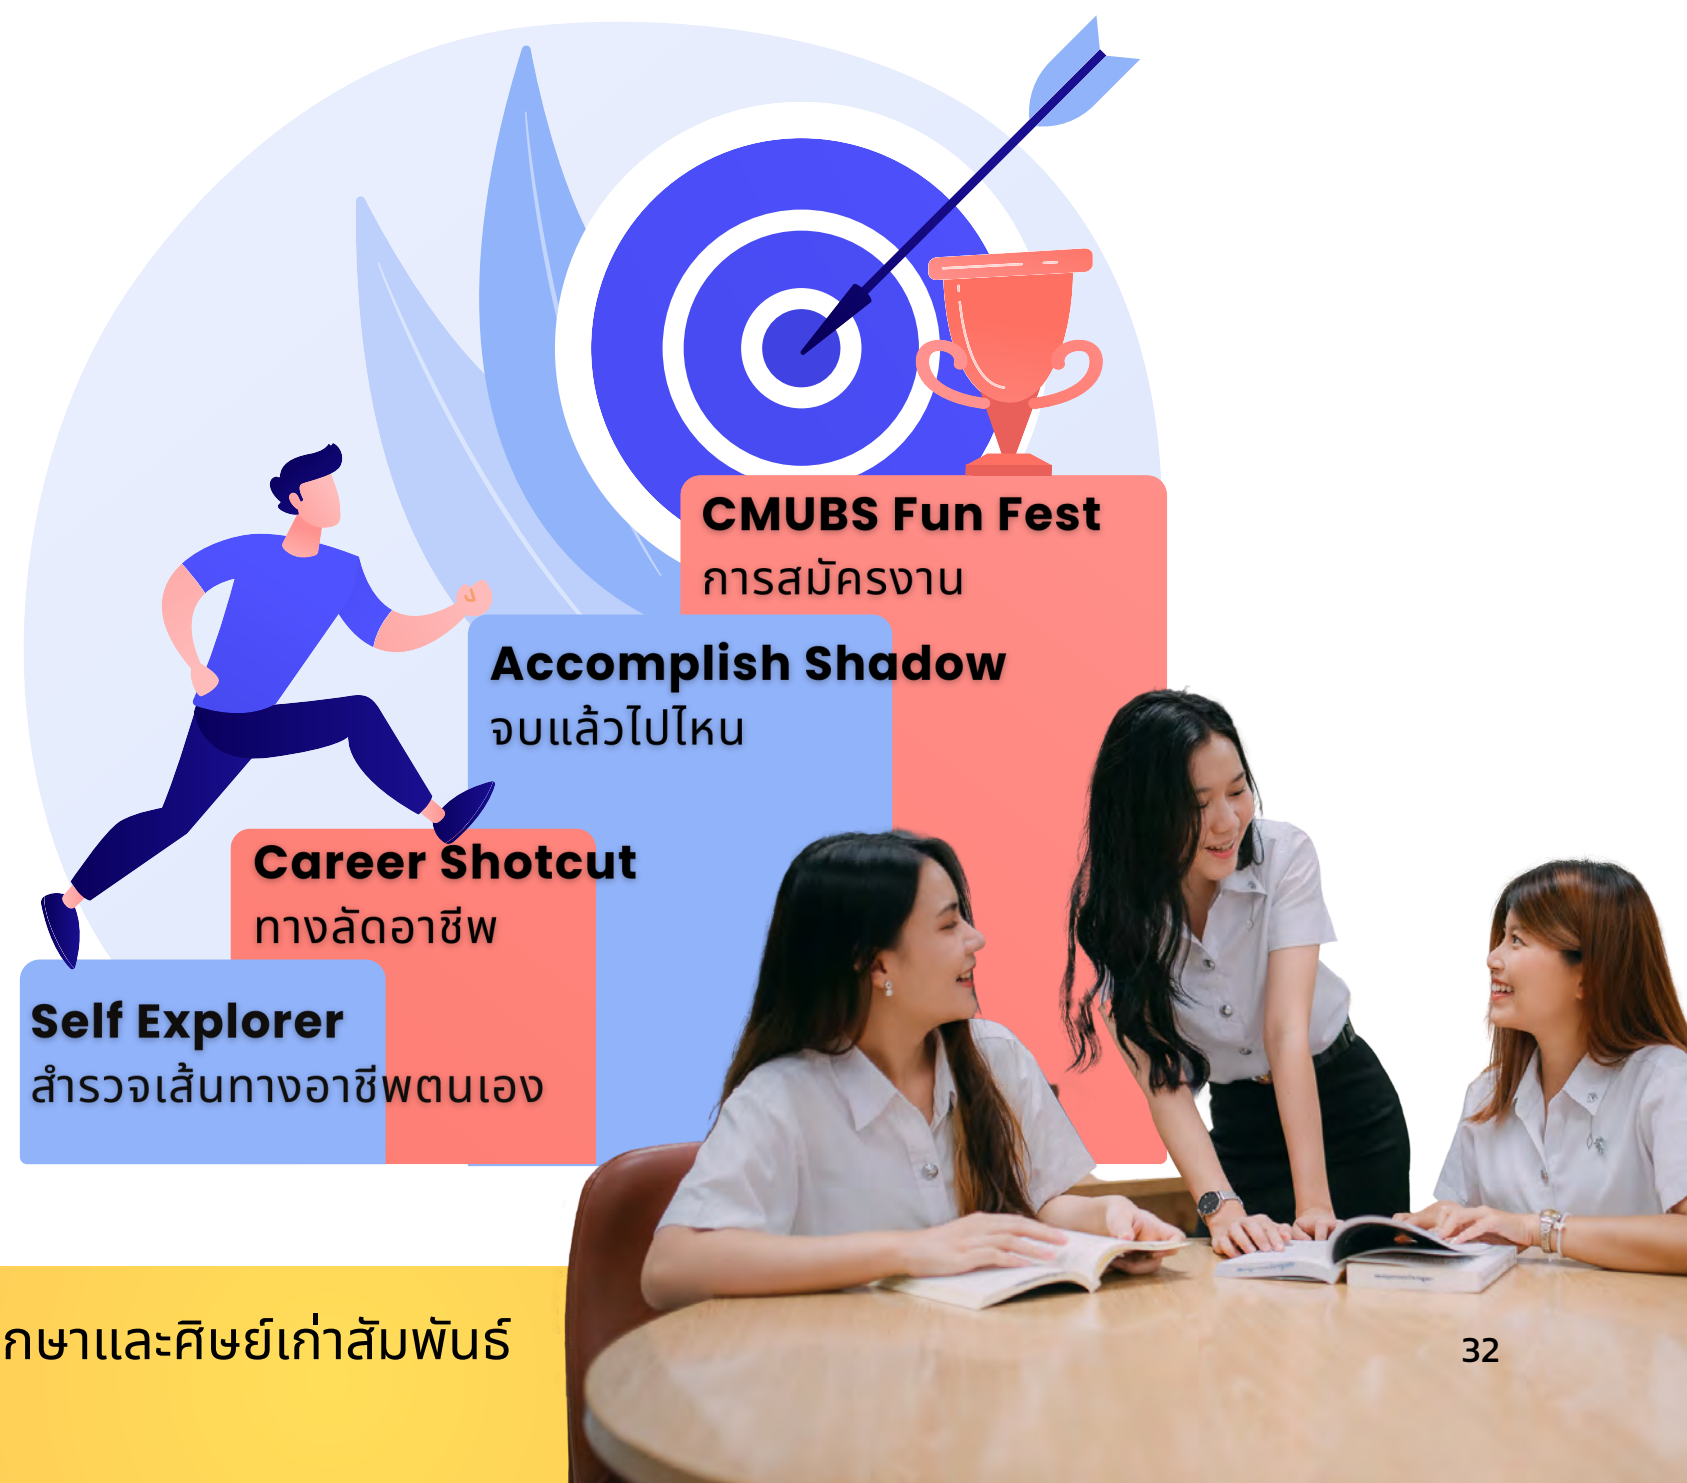 CMUBS Fun Fest
การสมัครงาน
Accomplish Shadow
จบแล้วไปไหน
Career Shotcut
ทางลัดอาชีพ
Self Explorer
สำรวจเส้นทางอาชีพตนเอง
กษาและศิษย์เก่าสัมพันธ์
32